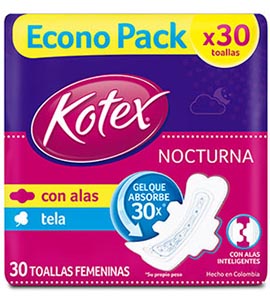 Econo Pack x30
toallas
Kotex
NOCTURNA
con alas
tela
GEL QUE
ABSORBE
30x*
CON ALAS
INTELIGENTES
30 TOALLAS FEMENINAS
*Su propio peso
Hecho en Colombia